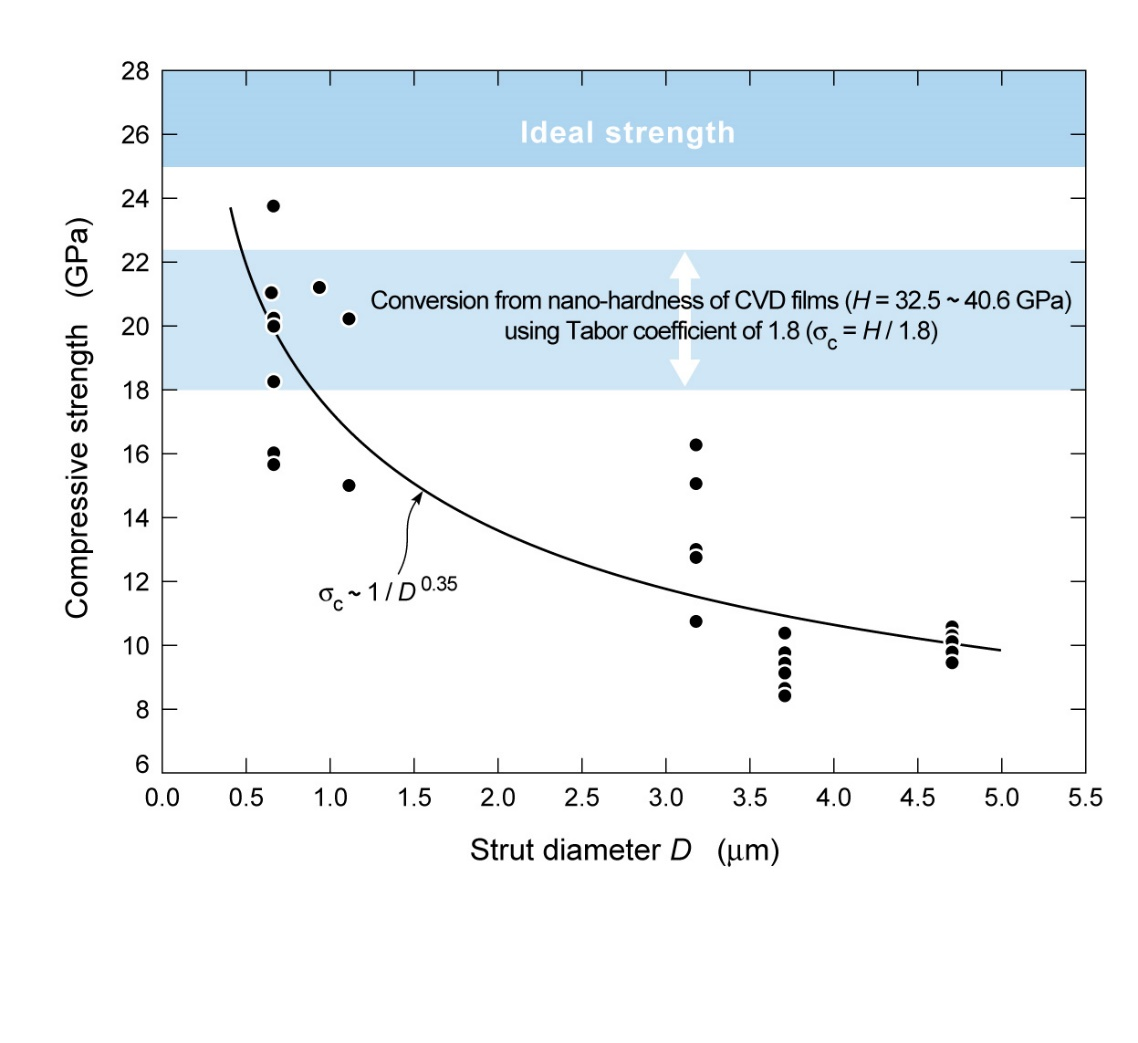 28
26
24
22
20
18
16
14
12
10
8
6
Compressive strength (GPa)
Ideal strength
Conversion from nano-hardness of CVD films (H = 32.5 ~ 40.6 GPa)
using Tabor coefficient of 1.8 (σc = H / 1.8)
σc ~ 1 / D^0.35
0.0 0.5 1.0 1.5 2.0 2.5 3.0 3.5 4.0 4.5 5.0 5.5
Strut diameter D (μm)